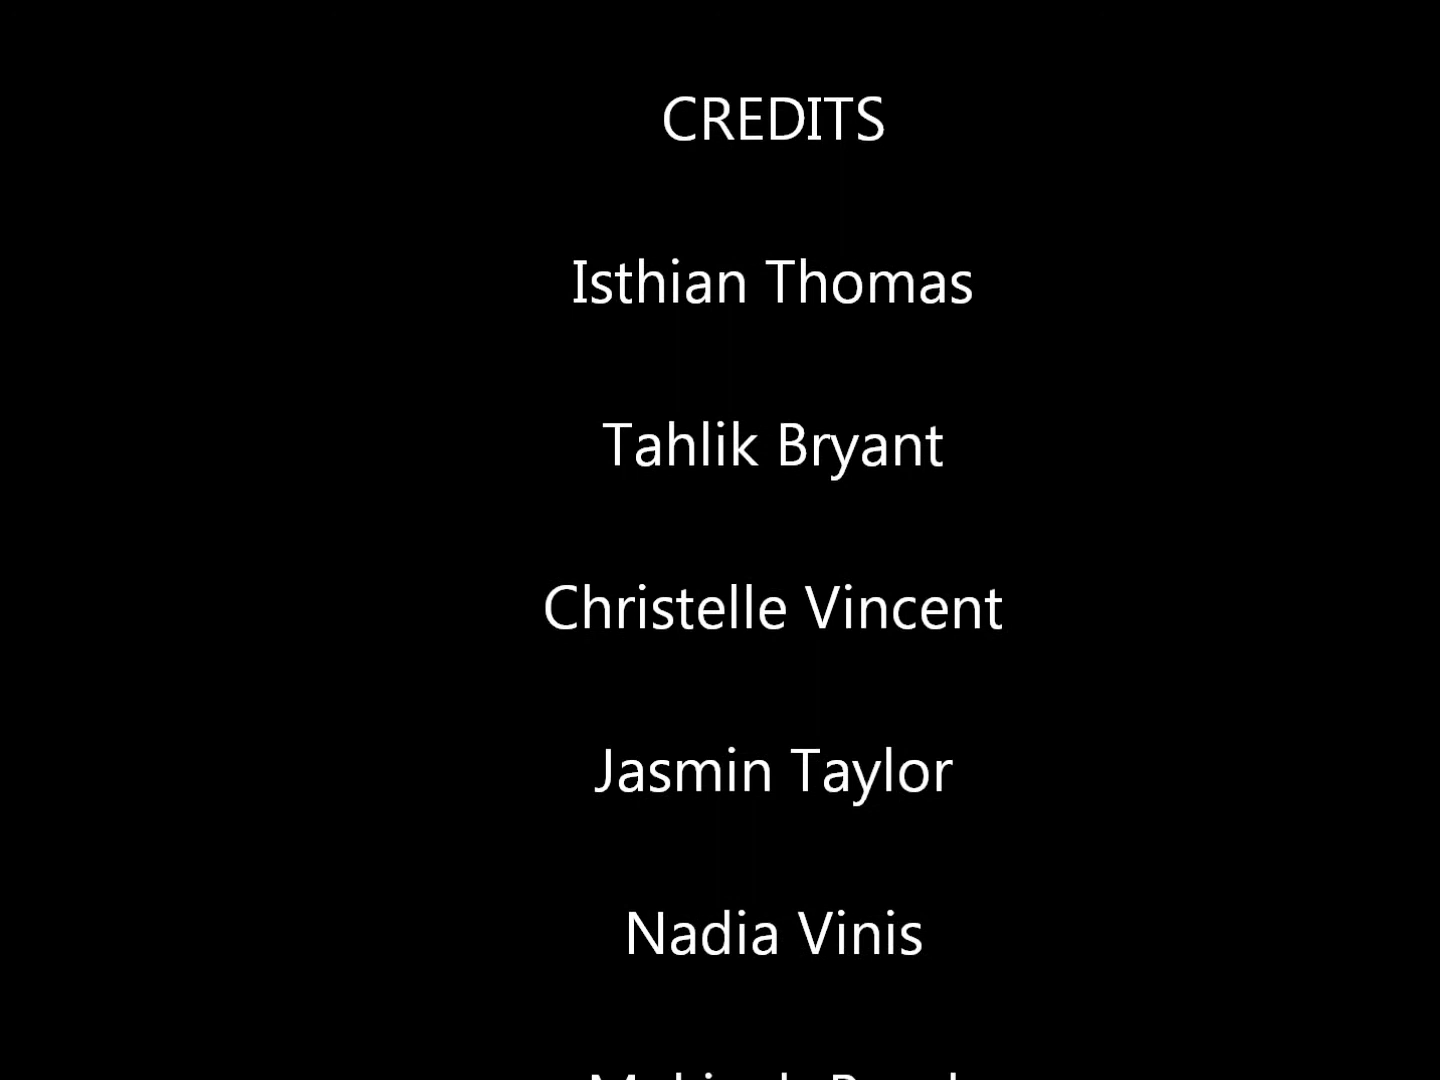 CREDITS
Isthian Thomas
Tahlik Bryant
Christelle Vincent
Jasmin Taylor
Nadia Vinis